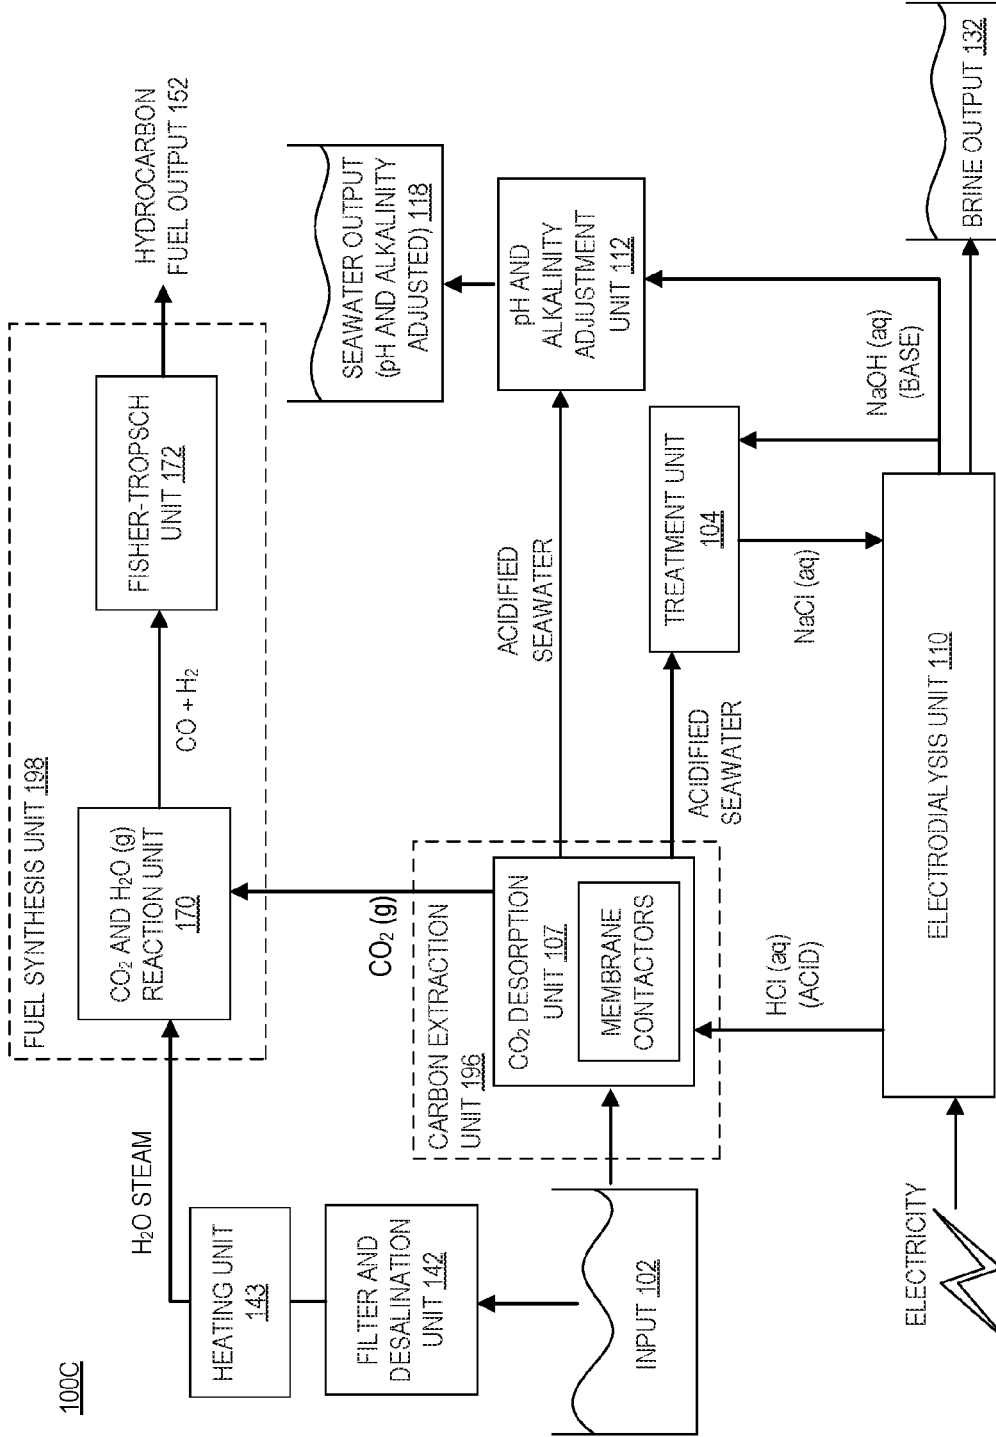 100C
FUEL SYNTHESIS UNIT 198
H₂O STEAM
CO₂ AND H₂O (g)
REACTION UNIT
170
CO + H₂
FISHER-TROPSCH
UNIT 172
HYDROCARBON
FUEL OUTPUT 152
HEATING UNIT
143
FILTER AND
DESALINATION
UNIT 142
INPUT 102
CO₂ (g)
CARBON EXTRACTION
UNIT 196
CO₂ DESORPTION
UNIT 107
MEMBRANE
CONTACTORS
ACIDIFIED
SEAWATER
ACIDIFIED
SEAWATER
SEAWATER OUTPUT
(pH AND ALKALINITY
ADJUSTED) 118
pH AND
ALKALINITY
ADJUSTMENT
UNIT 112
TREATMENT UNIT
104
HCl (aq)
(ACID)
NaCl (aq)
NaOH (aq)
(BASE)
ELECTRICITY
ELECTRODIALYSIS UNIT 110
BRINE OUTPUT 132